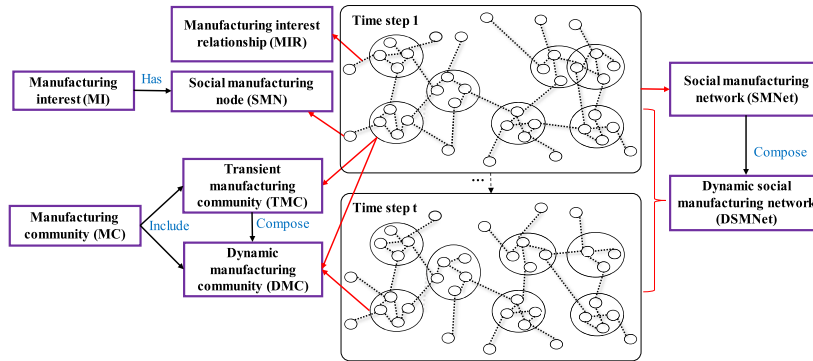 Manufacturing interest
relationship (MIR)
Time step 1
Manufacturing
interest (MI)
Has
Social manufacturing
node (SMN)
Social manufacturing
network (SMNet)
Transient
manufacturing
community (TMC)
Compose
...
Manufacturing
community (MC)
Include
Compose
Dynamic
manufacturing
community (DMC)
Time step t
Dynamic social
manufacturing network
(DSMNet)